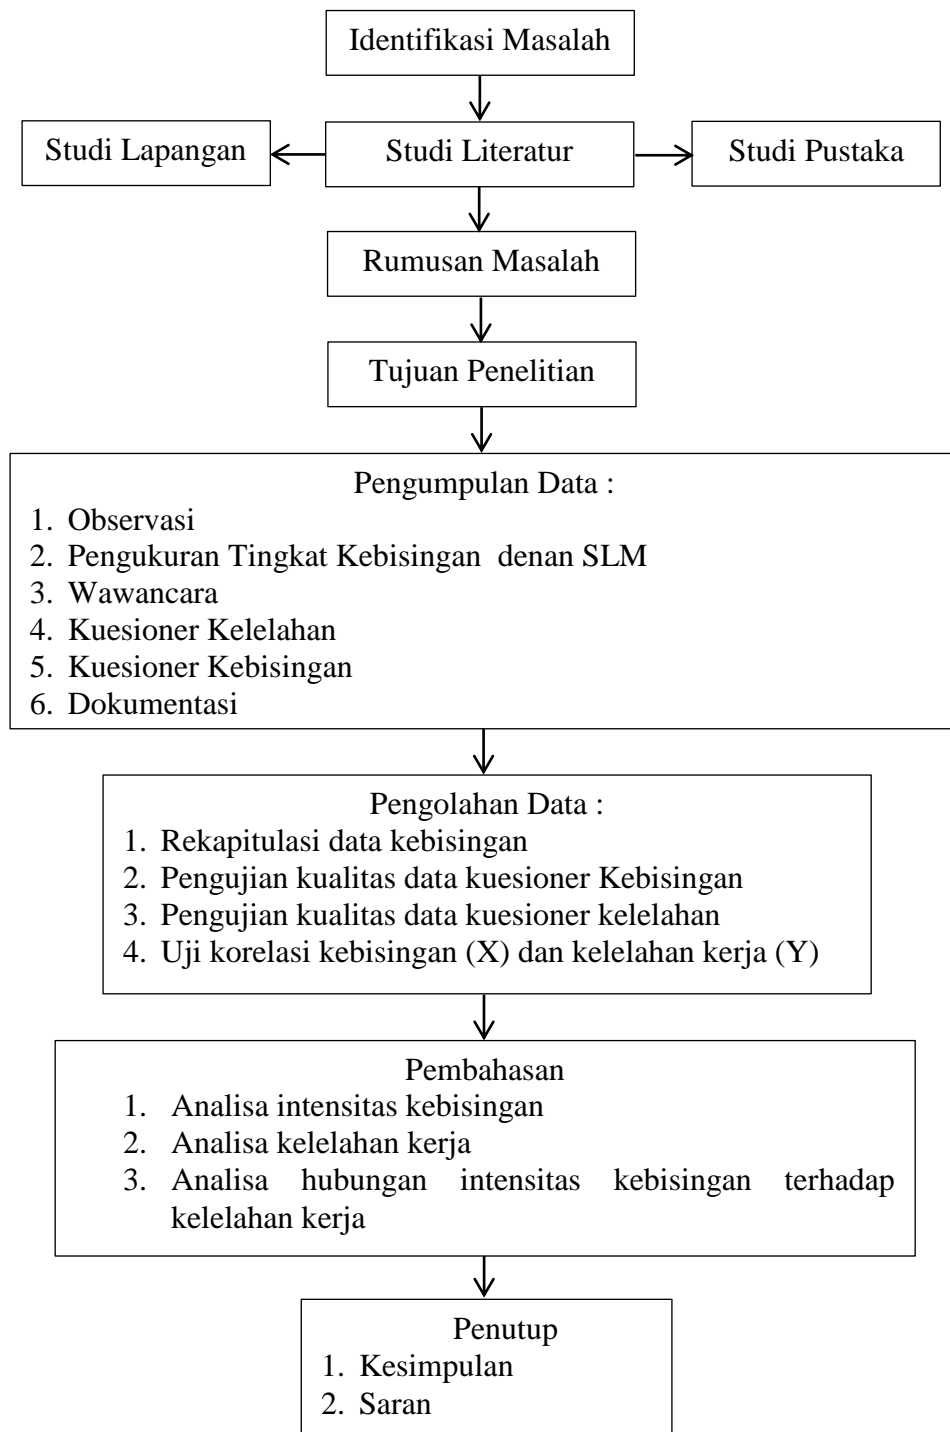 Identifikasi Masalah
Studi Lapangan
Studi Literatur
Studi Pustaka
Rumusan Masalah
Tujuan Penelitian
Pengumpulan Data :
1. Observasi
2. Pengukuran Tingkat Kebisingan  denan SLM
3. Wawancara
4. Kuesioner Kelelahan
5. Kuesioner Kebisingan
6. Dokumentasi
Pengolahan Data :
1. Rekapitulasi data kebisingan
2. Pengujian kualitas data kuesioner Kebisingan
3. Pengujian kualitas data kuesioner kelelahan
4. Uji korelasi kebisingan (X) dan kelelahan kerja (Y)
Pembahasan
1. Analisa intensitas kebisingan
2. Analisa kelelahan kerja
3. Analisa hubungan intensitas kebisingan terhadap
kelelahan kerja
Penutup
1. Kesimpulan
2. Saran